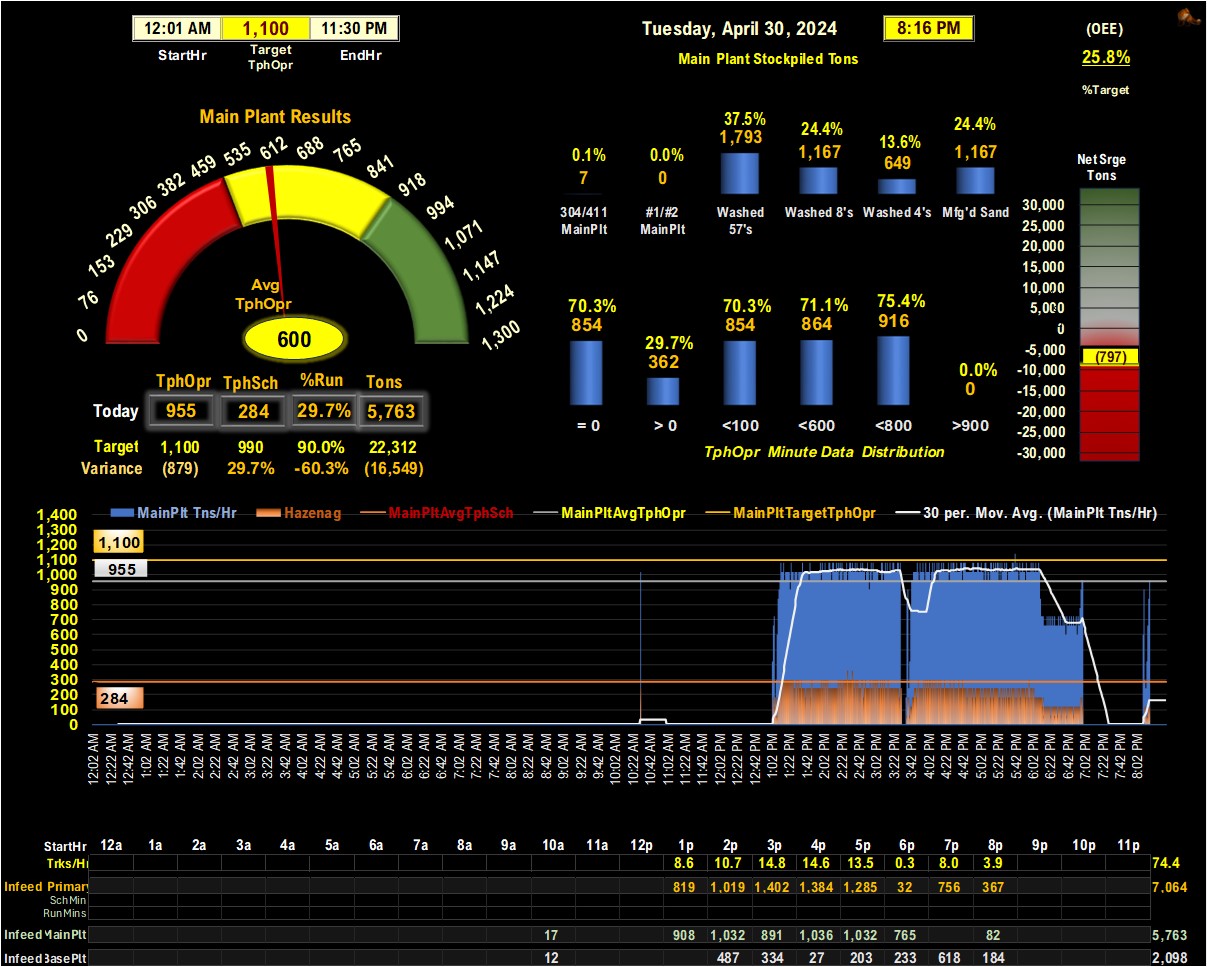 12:01 AM 1,100 11:30 PM
StartHr Target TphOpr EndHr
Tuesday, April 30, 2024 8:16 PM
Main Plant Stockpiled Tons
(OEE)
25.8%
%Target
Main Plant Results
0 76 153 229 306 382 459 535 612 688 765 841 918 994 1,071 1,147 1,224 1,300
Avg
TphOpr
600
TphOpr TphSch %Run Tons
Today 955 284 29.7% 5,763
Target 1,100 990 90.0% 22,312
Variance (879) 29.7% -60.3% (16,549)
0.1% 0.0% 37.5% 24.4% 13.6% 24.4%
7 0 1,793 1,167 649 1,167
304/411 MainPlt #1/#2 MainPlt Washed 57's Washed 8's Washed 4's Mfg'd Sand
70.3% 29.7% 70.3% 71.1% 75.4% 0.0%
854 362 854 864 916 0
= 0 > 0 <100 <600 <800 >900
TphOpr Minute Data Distribution
Net Srge
Tons
30,000
25,000
20,000
15,000
10,000
5,000
0
-5,000
(797)
-10,000
-15,000
-20,000
-25,000
-30,000
MainPlt Tns/Hr Hazenag MainPltAvgTphSch MainPltAvgTphOpr MainPltTargetTphOpr 30 per. Mov. Avg. (MainPlt Tns/Hr)
1,400
1,300
1,200
1,100
1,000
900
800
700
600
500
400
300
200
100
0
1,100
955
284
12:02 AM 12:22 AM 12:42 AM 1:02 AM 1:22 AM 1:42 AM 2:02 AM 2:22 AM 2:42 AM 3:02 AM 3:22 AM 3:42 AM 4:02 AM 4:22 AM 4:42 AM 5:02 AM 5:22 AM 5:42 AM 6:02 AM 6:22 AM 6:42 AM 7:02 AM 7:22 AM 7:42 AM 8:02 AM 8:22 AM 8:42 AM 9:02 AM 9:22 AM 9:42 AM 10:02 AM 10:22 AM 10:42 AM 11:02 AM 11:22 AM 11:42 AM 12:02 PM 12:22 PM 12:42 PM 1:02 PM 1:22 PM 1:42 PM 2:02 PM 2:22 PM 2:42 PM 3:02 PM 3:22 PM 3:42 PM 4:02 PM 4:22 PM 4:42 PM 5:02 PM 5:22 PM 5:42 PM 6:02 PM 6:22 PM 6:42 PM 7:02 PM 7:22 PM 7:42 PM 8:02 PM
StartHr 12a 1a 2a 3a 4a 5a 6a 7a 8a 9a 10a 11a 12p 1p 2p 3p 4p 5p 6p 7p 8p 9p 10p 11p
Trks/Hr 8.6 10.7 14.8 14.6 13.5 0.3 8.0 3.9 74.4
Infeed Primary 819 1,019 1,402 1,384 1,285 32 756 367 7,064
Sch Min
Run Mins
Infeed MainPlt 17 908 1,032 891 1,036 1,032 765 82 5,763
Infeed BasePlt 12 487 334 27 203 233 618 184 2,098